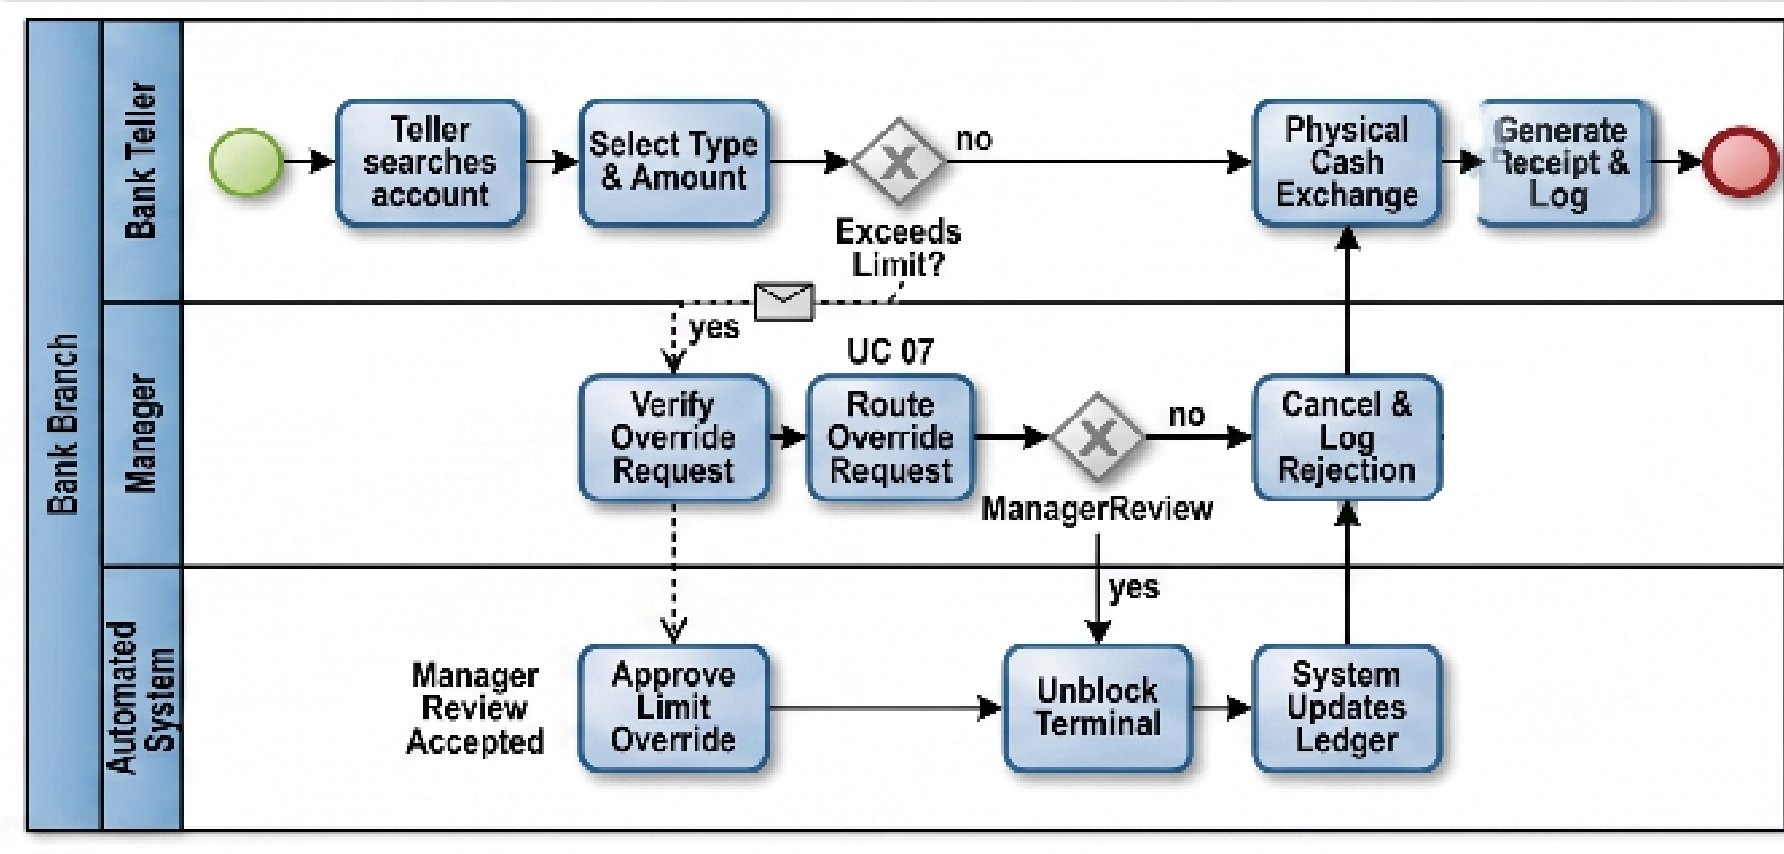 Bank Branch
Bank Teller
Teller
searches
account
Select Type
& Amount
no
Exceeds
Limit?
Physical
Cash
Exchange
Generate
Receipt &
Log
Manager
yes
UC 07
Verify
Override
Request
Route
Override
Request
ManagerReview
no
Cancel &
Log
Rejection
Automated
System
yes
Manager
Review
Accepted
Approve
Limit
Override
Unblock
Terminal
System
Updates
Ledger